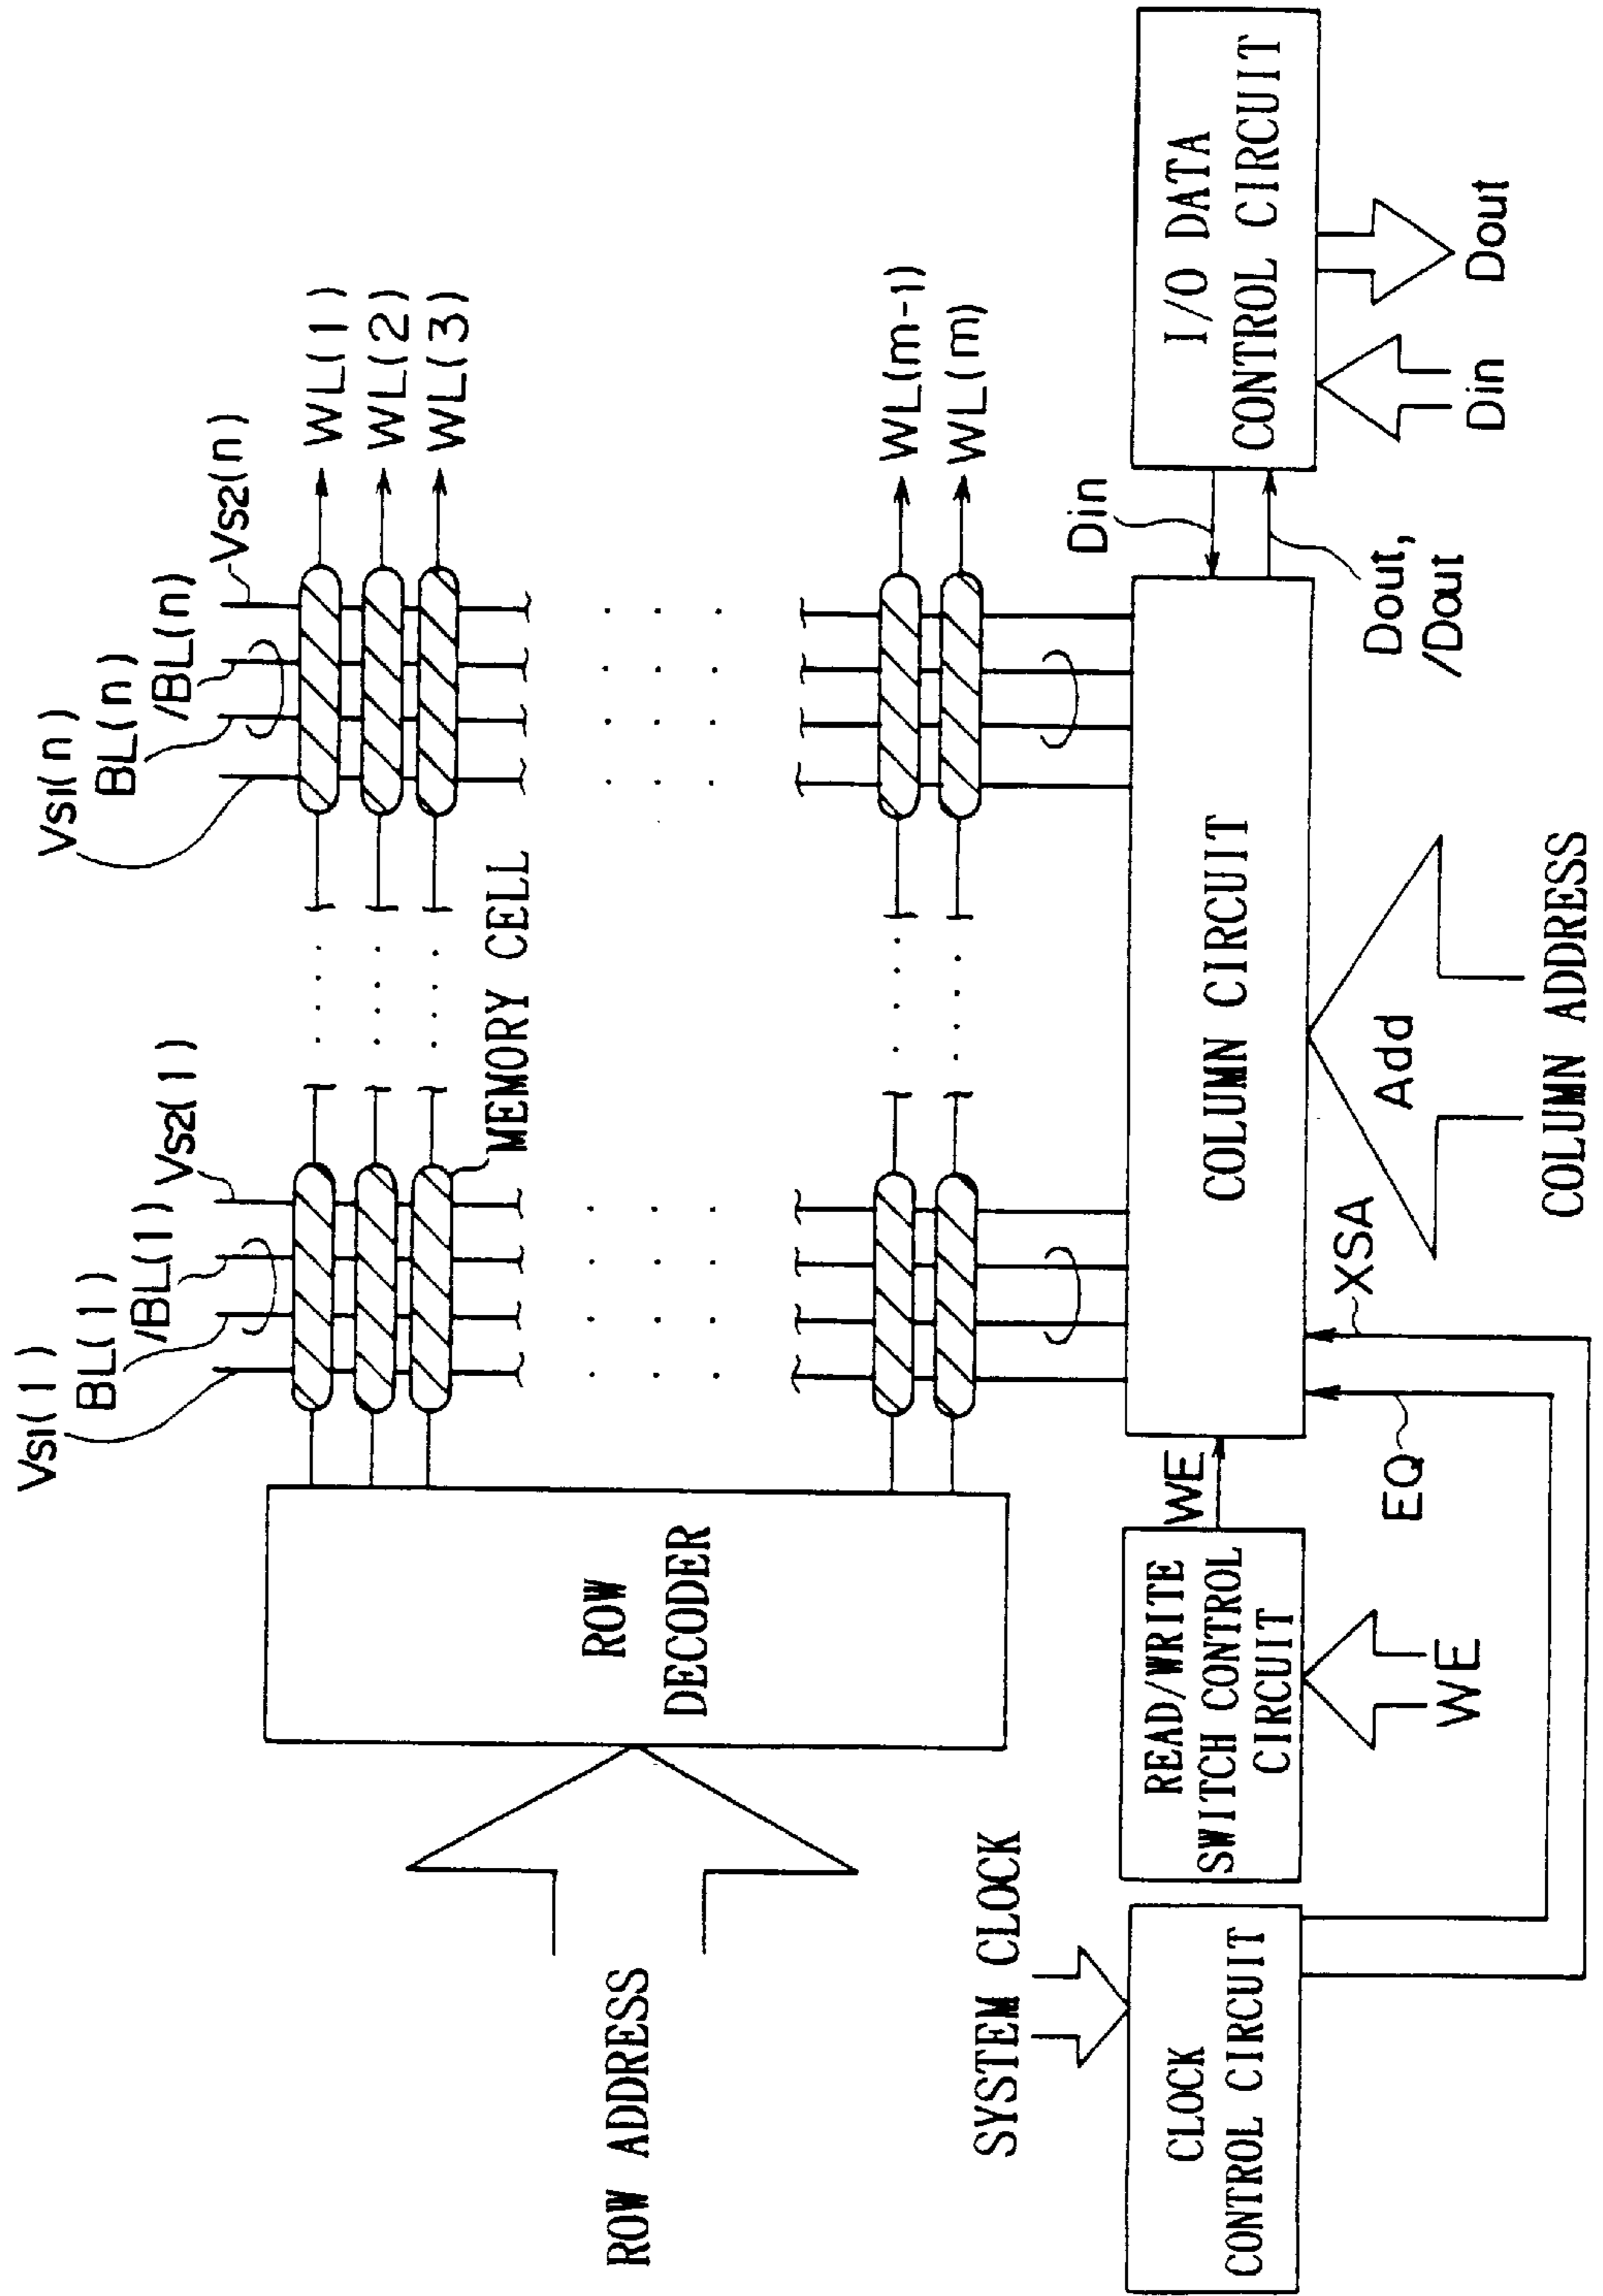 Vs1(1)
BL(1)
/BL(1)
Vs2(1)
Vs1(n)
BL(n)
/BL(n)
Vs2(n)
WL(1)
WL(2)
WL(3)
MEMORY CELL
WL(m-1)
WL(m)
ROW ADDRESS
ROW
DECODER
SYSTEM CLOCK
CLOCK
CONTROL CIRCUIT
READ/WRITE
SWITCH CONTROL
CIRCUIT
WE
WE
EQ
XSA
COLUMN CIRCUIT
Add
COLUMN ADDRESS
Din
Dout,
/Dout
I/O DATA
CONTROL CIRCUIT
Din
Dout